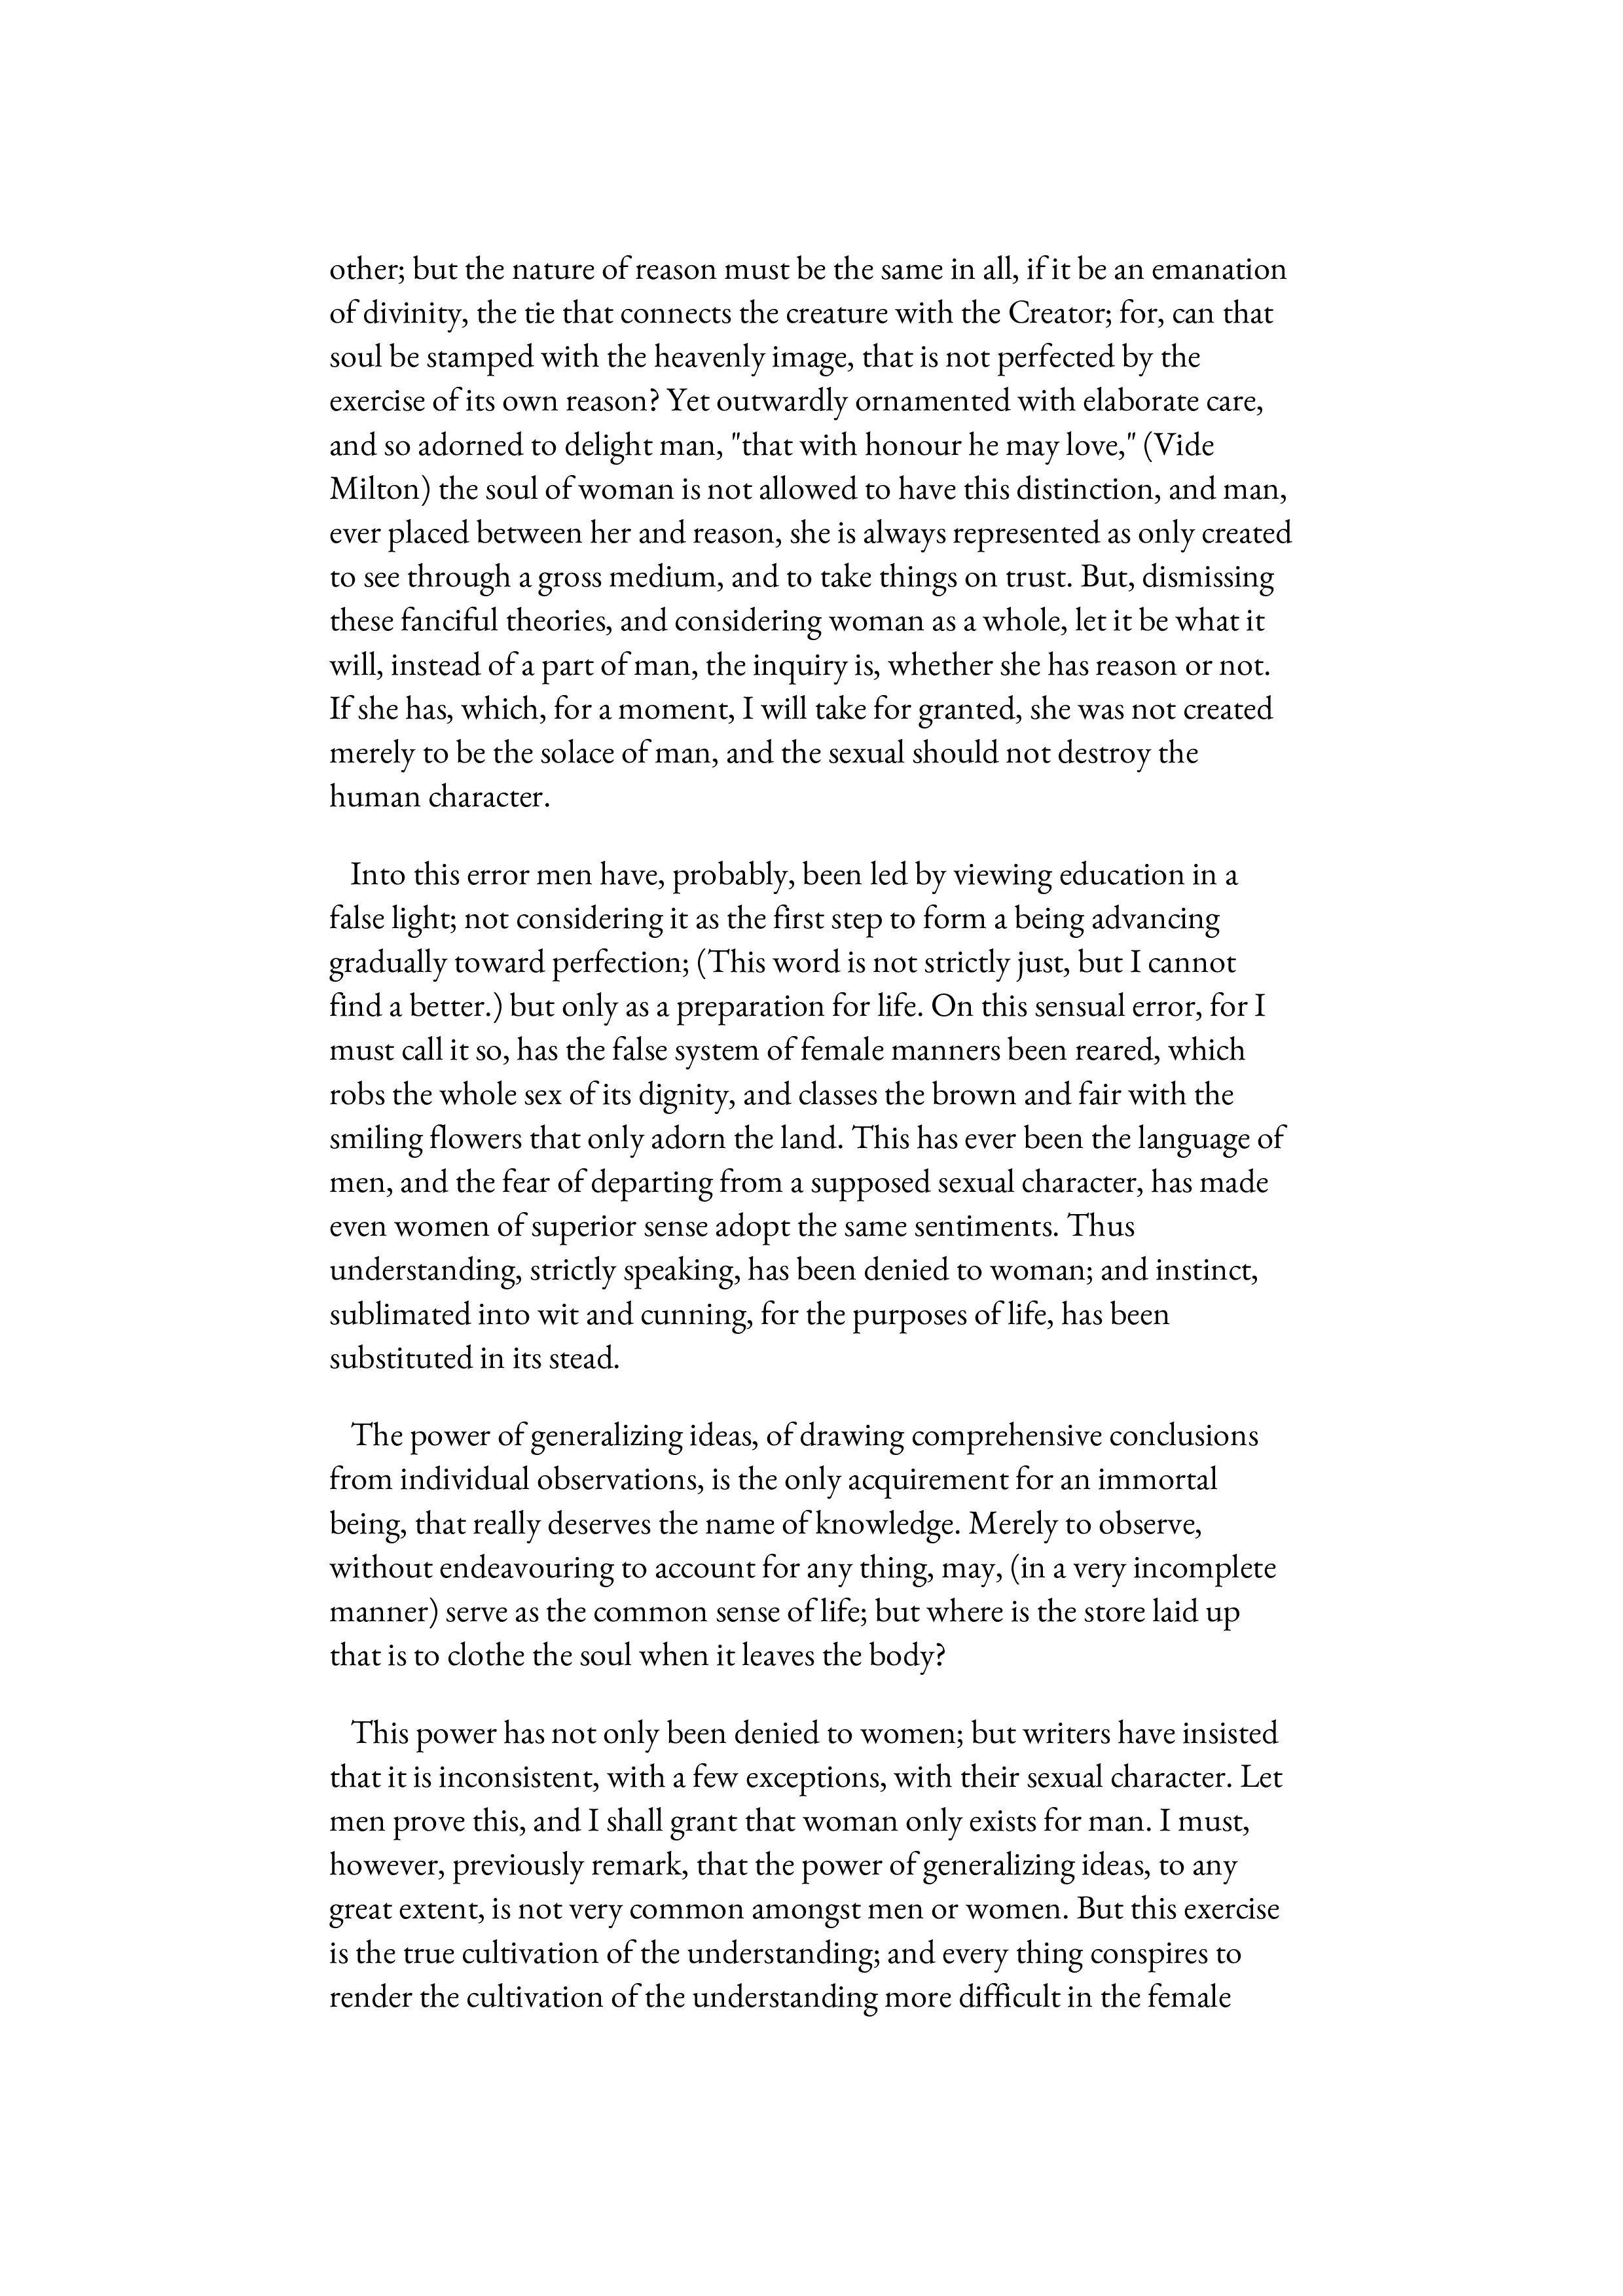 other; but the nature of reason must be the same in all, if it be an emanation
of divinity, the tie that connects the creature with the Creator; for, can that
soul be stamped with the heavenly image, that is not perfected by the
exercise of its own reason? Yet outwardly ornamented with elaborate care,
and so adorned to delight man, "that with honour he may love," (Vide
Milton) the soul of woman is not allowed to have this distinction, and man,
ever placed between her and reason, she is always represented as only created
to see through a gross medium, and to take things on trust. But, dismissing
these fanciful theories, and considering woman as a whole, let it be what it
will, instead of a part of man, the inquiry is, whether she has reason or not.
If she has, which, for a moment, I will take for granted, she was not created
merely to be the solace of man, and the sexual should not destroy the
human character.
Into this error men have, probably, been led by viewing education in a
false light; not considering it as the first step to form a being advancing
gradually toward perfection; (This word is not strictly just, but I cannot
find a better.) but only as a preparation for life. On this sensual error, for I
must call it so, has the false system of female manners been reared, which
robs the whole sex of its dignity, and classes the brown and fair with the
smiling flowers that only adorn the land. This has ever been the language of
men, and the fear of departing from a supposed sexual character, has made
even women of superior sense adopt the same sentiments. Thus
understanding, strictly speaking, has been denied to woman; and instinct,
sublimated into wit and cunning, for the purposes of life, has been
substituted in its stead.
The power of generalizing ideas, of drawing comprehensive conclusions
from individual observations, is the only acquirement for an immortal
being, that really deserves the name of knowledge. Merely to observe,
without endeavouring to account for any thing, may, (in a very incomplete
manner) serve as the common sense of life; but where is the store laid up
that is to clothe the soul when it leaves the body?
This power has not only been denied to women; but writers have insisted
that it is inconsistent, with a few exceptions, with their sexual character. Let
men prove this, and I shall grant that woman only exists for man. I must,
however, previously remark, that the power of generalizing ideas, to any
great extent, is not very common amongst men or women. But this exercise
is the true cultivation of the understanding; and every thing conspires to
render the cultivation of the understanding more difficult in the female